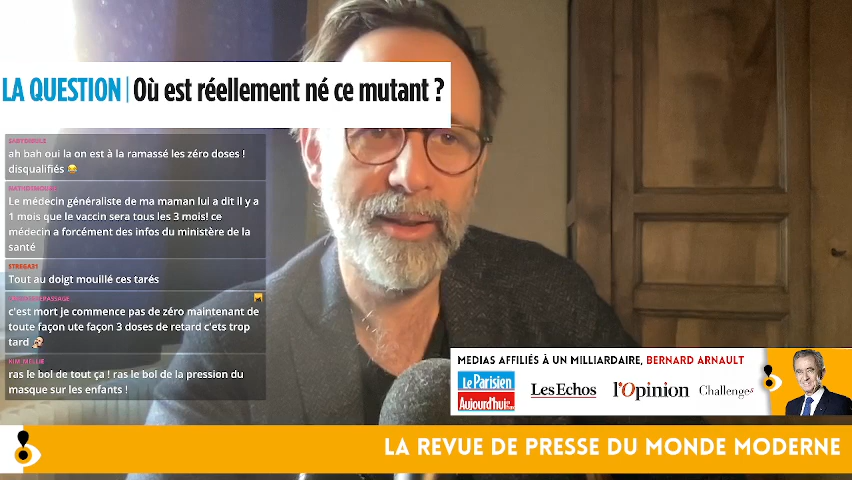 LA QUESTION | Où est réellement né ce mutant ?
ah bah oui la on est à la ramassé les zéro doses !
disqualifiés 😂
Le médecin généraliste de ma maman lui a dit il y a
1 mois que le vaccin sera tous les 3 mois! ce
médecin a forcément des infos du ministère de la
santé
STREGA31
Tout au doigt mouillé ces tarés
c'est mort je commence pas de zéro maintenant de
toute façon ute façon 3 doses de retard c'ets trop
tard
KIM MELLIE
ras le bol de tout ça ! ras le bol de la pression du
masque sur les enfants !
MEDIAS AFFILIÉS À UN MILLIARDAIRE, BERNARD ARNAULT
Le Parisien
Aujourd'hui
Les Echos
l'Opinion
Challenges
LA REVUE DE PRESSE DU MONDE MODERNE